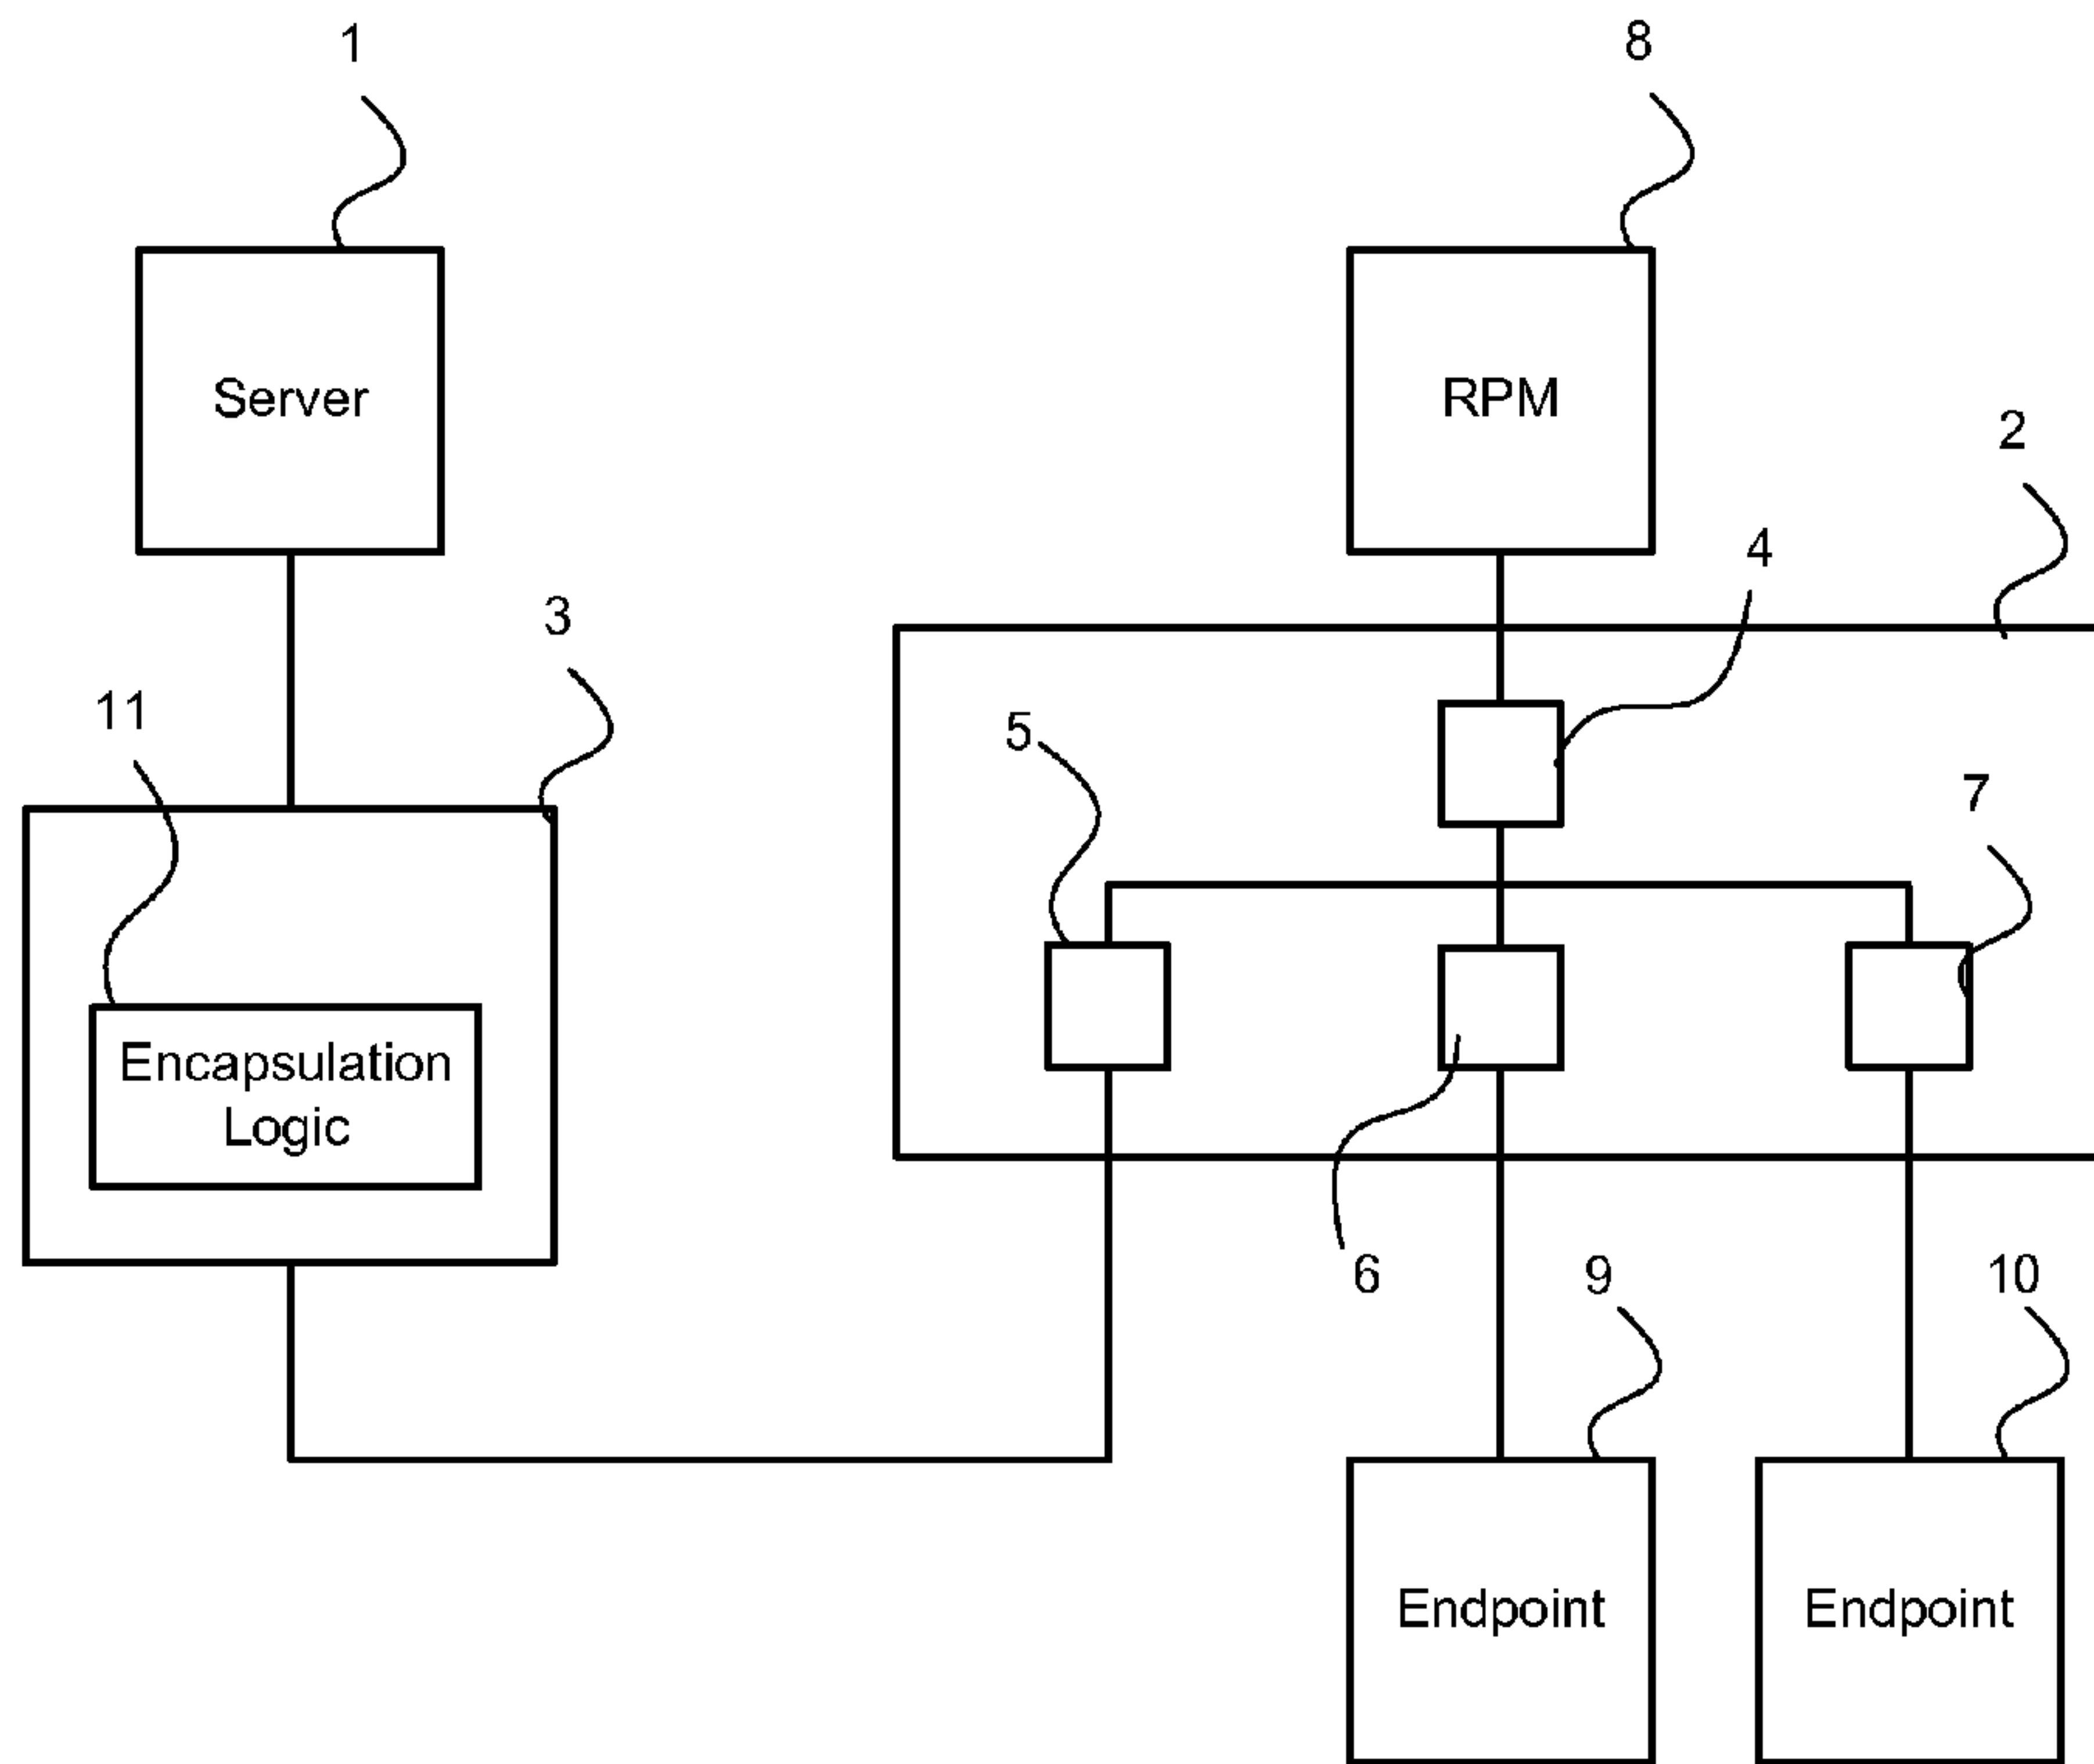 1
8
Server
RPM
2
4
3
11
5
7
Encapsulation
Logic
6
9
10
Endpoint
Endpoint